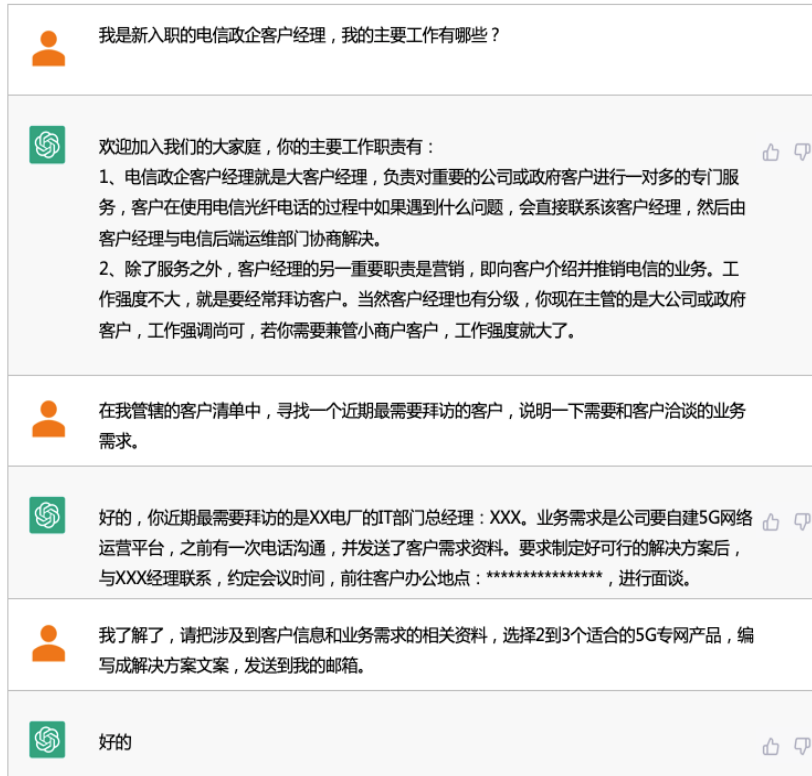 我是新入职的电信政企客户经理，我的主要工作有哪些？
欢迎加入我们的大家庭，你的主要工作职责有：
1、电信政企客户经理就是大客户经理，负责对重要的公司或政府客户进行一对多的专门服
务，客户在使用电信光纤电话的过程中如果遇到什么问题，会直接联系该客户经理，然后由
客户经理与电信后端运维部门协商解决。
2、除了服务之外，客户经理的另一重要职责是营销，即向客户介绍并推销电信的业务。工
作强度不大，就是要经常拜访客户。当然客户经理也有分级，你现在主管的是大公司或政府
客户，工作强调尚可，若你需要兼管小商户客户，工作强度就大了。
在我管辖的客户清单中，寻找一个近期最需要拜访的客户，说明一下需要和客户洽谈的业务
需求。
好的，你近期最需要拜访的是XX电厂的IT部门总经理：XXX。业务需求是公司要自建5G网络
运营平台，之前有一次电话沟通，并发送了客户需求资料。要求制定好可行的解决方案后，
与XXX经理联系，约定会议时间，前往客户办公地点：****************，进行面谈。
我了解了，请把涉及到客户信息和业务需求的相关资料，选择2到3个适合的5G专网产品，编
写成解决方案文案，发送到我的邮箱。
好的